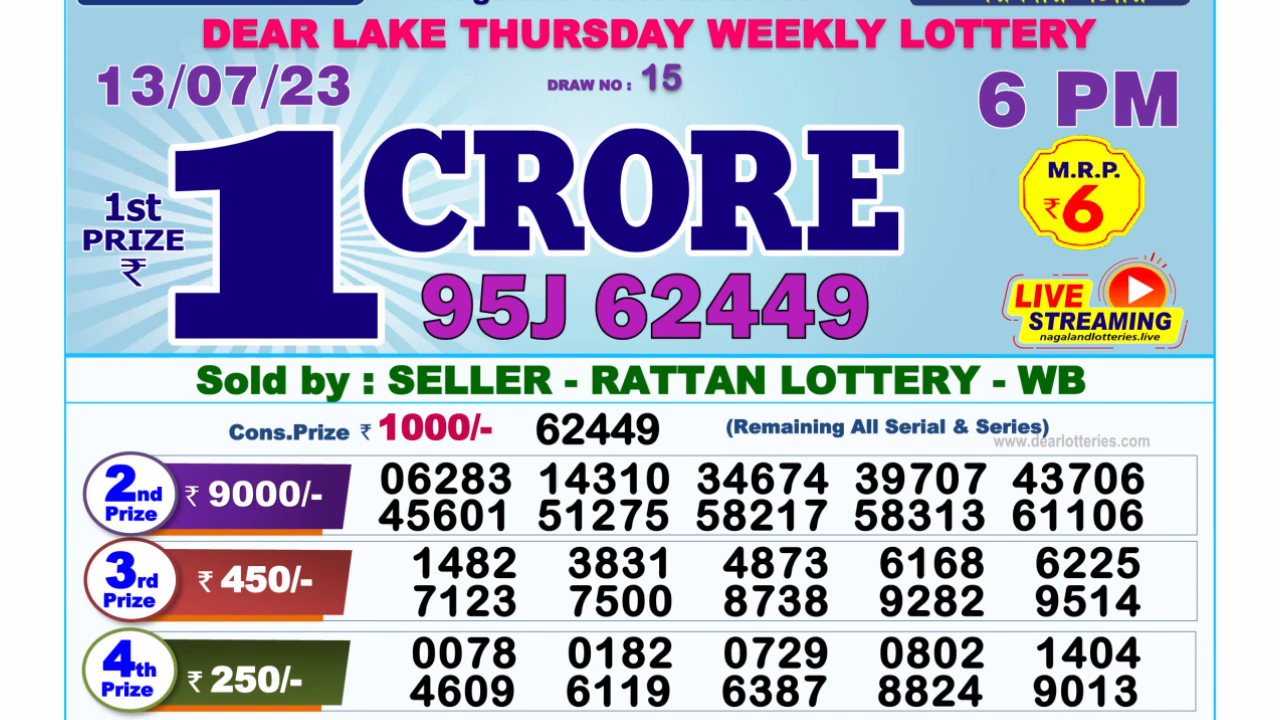 DEAR LAKE THURSDAY WEEKLY LOTTERY
13/07/23
DRAW NO : 15
6 PM
1st PRIZE ₹ 1 CRORE
M.R.P.
₹6
95J 62449
LIVE
STREAMING
nagalandlotteries.live
Sold by : SELLER - RATTAN LOTTERY - WB
Cons.Prize ₹ 1000/- 62449 (Remaining All Serial & Series)
www.dearlotteries.com
2nd Prize ₹ 9000/-
06283 14310 34674 39707 43706
45601 51275 58217 58313 61106
3rd Prize ₹ 450/-
1482 3831 4873 6168 6225
7123 7500 8738 9282 9514
4th Prize ₹ 250/-
0078 0182 0729 0802 1404
4609 6119 6387 8824 9013